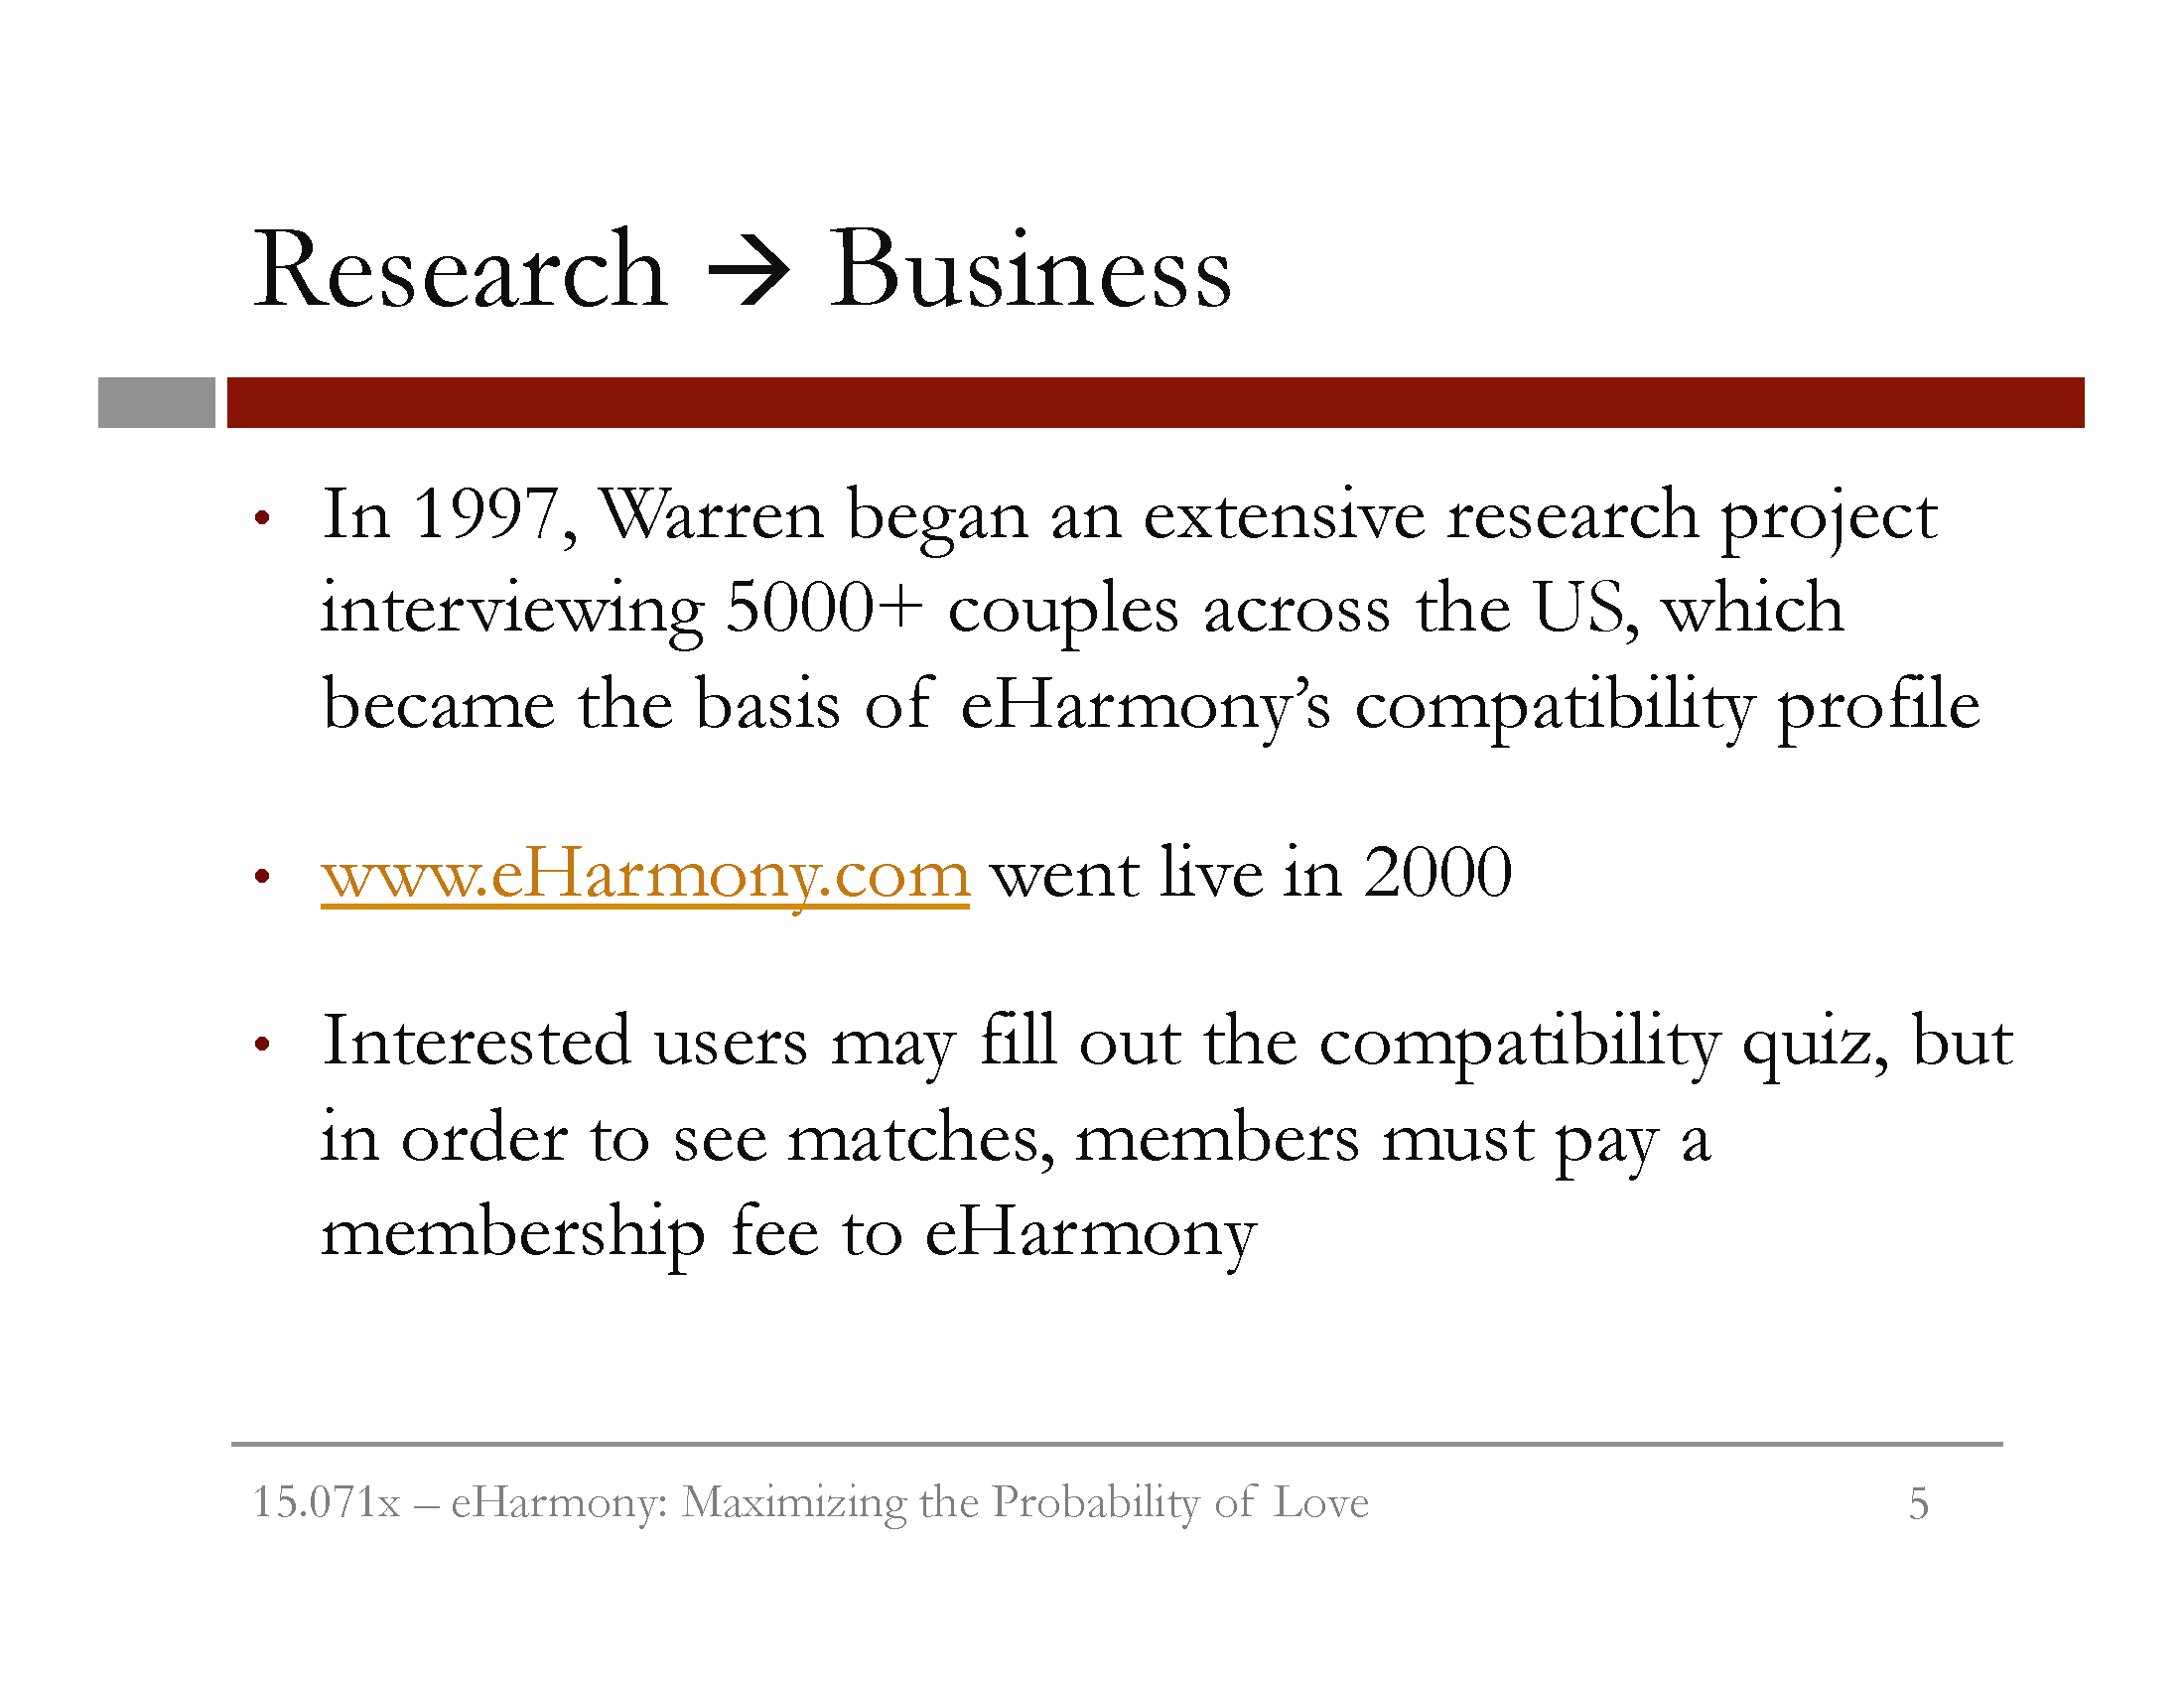 Research → Business
• In 1997, Warren began an extensive research project
interviewing 5000+ couples across the US, which
became the basis of eHarmony’s compatibility profile
• www.eHarmony.com went live in 2000
• Interested users may fill out the compatibility quiz, but
in order to see matches, members must pay a
membership fee to eHarmony
15.071x – eHarmony: Maximizing the Probability of Love 5